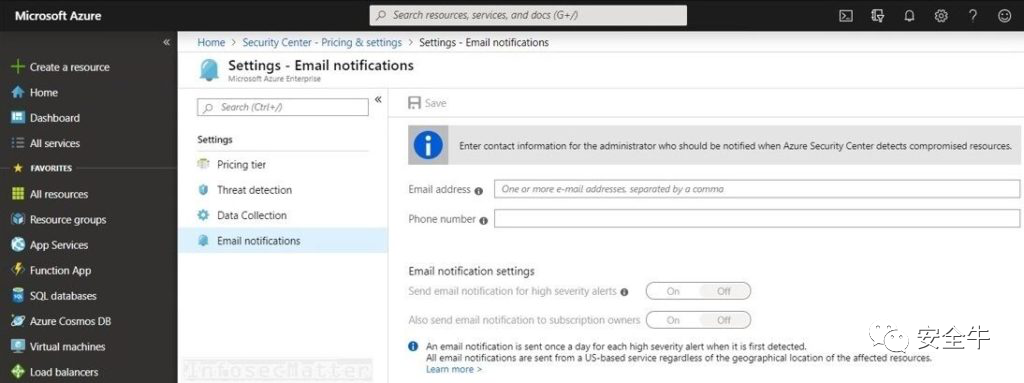 Microsoft Azure
Search resources, services, and docs (G+/)
Create a resource
Home
Dashboard
All services
FAVORITES
All resources
Resource groups
App Services
Function App
SQL databases
Azure Cosmos DB
Virtual machines
Load balancers
Home > Security Center - Pricing & settings > Settings - Email notifications
Settings - Email notifications
Microsoft Azure Enterprise
Search (Ctrl+/)
Settings
Pricing tier
Threat detection
Data Collection
Email notifications
Save
Enter contact information for the administrator who should be notified when Azure Security Center detects compromised resources.
Email address
One or more e-mail addresses, separated by a comma
Phone number
Email notification settings
Send email notification for high severity alerts
On Off
Also send email notification to subscription owners
On Off
An email notification is sent once a day for each high severity alert when it is first detected.
All email notifications are sent from a US-based service regardless of the geographical location of the affected resources.
Learn more >
InfosecMatter
安全牛